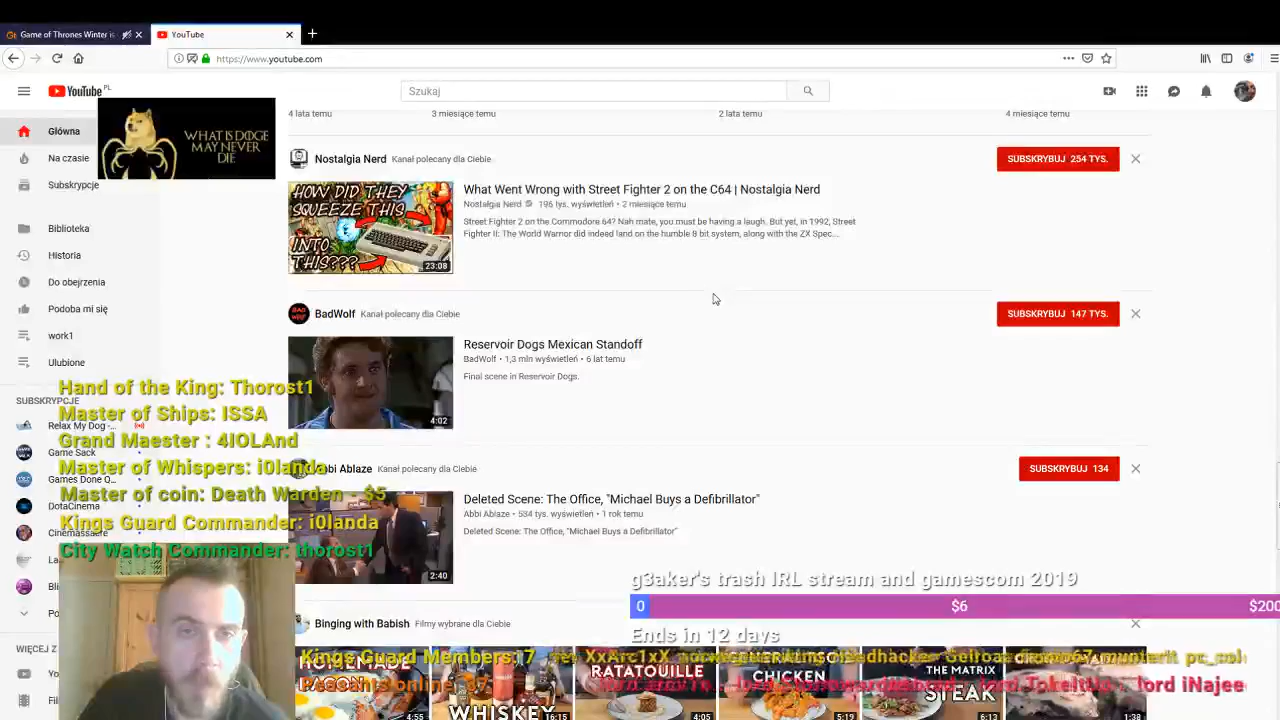 Game of Thrones Winter is
YouTube
https://www.youtube.com
YouTube PL
Szukaj
4 lata temu
3 miesiące temu
2 lata temu
4 miesiące temu
Główna
Na czasie
Subskrypcje
Biblioteka
Historia
Do obejrzenia
Podoba mi się
work1
Ulubione
SUBSKRYPCJE
Relax My Dog -...
Game Sack
Games Done Q...
DotaCinema
Cinemassacre
WIĘCEJ Z
WHAT IS DOGE
MAY NEVER
DIE
Nostalgia Nerd Kanał polecany dla Ciebie
SUBSKRYBUJ 254 TYS.
HOW DID THEY
SQUEEZE THIS
INTO
THIS???
23:08
What Went Wrong with Street Fighter 2 on the C64 | Nostalgia Nerd
Nostalgia Nerd 196 tys. wyświetleń • 2 miesiące temu
Street Fighter 2 on the Commodore 64? Nah mate, you must be having a laugh. But yet, in 1992, Street
Fighter II: The World Warrior did indeed land on the humble 8 bit system, along with the ZX Spec...
BAD WOLF
BadWolf Kanał polecany dla Ciebie
SUBSKRYBUJ 147 TYS.
4:02
Reservoir Dogs Mexican Standoff
BadWolf • 1,3 mln wyświetleń • 6 lat temu
Final scene in Reservoir Dogs.
Abbi Ablaze Kanał polecany dla Ciebie
SUBSKRYBUJ 134
2:40
Deleted Scene: The Office, "Michael Buys a Defibrillator"
Abbi Ablaze • 534 tys. wyświetleń • 1 rok temu
Deleted Scene: The Office, "Michael Buys a Defibrillator"
Binging with Babish Filmy wybrane dla Ciebie
HOMEMADE
4:55
WHISKEY
16:15
RATATOUILLE
4:05
CHICKEN
5:19
THE MATRIX
STEAK
6:13
1:38
Hand of the King: Thorost1
Master of Ships: ISSA
Grand Maester : 4IOLAnd
Master of Whispers: i0landa
Master of coin: Death Warden - $5
Kings Guard Commander: i0landa
City Watch Commander: thorost1
g3aker's trash IRL stream and gamescom 2019
0 $6 $200
Ends in 12 days
Kings Guard Members: 7
Peasants online
lord Tokelito - lord iNajee